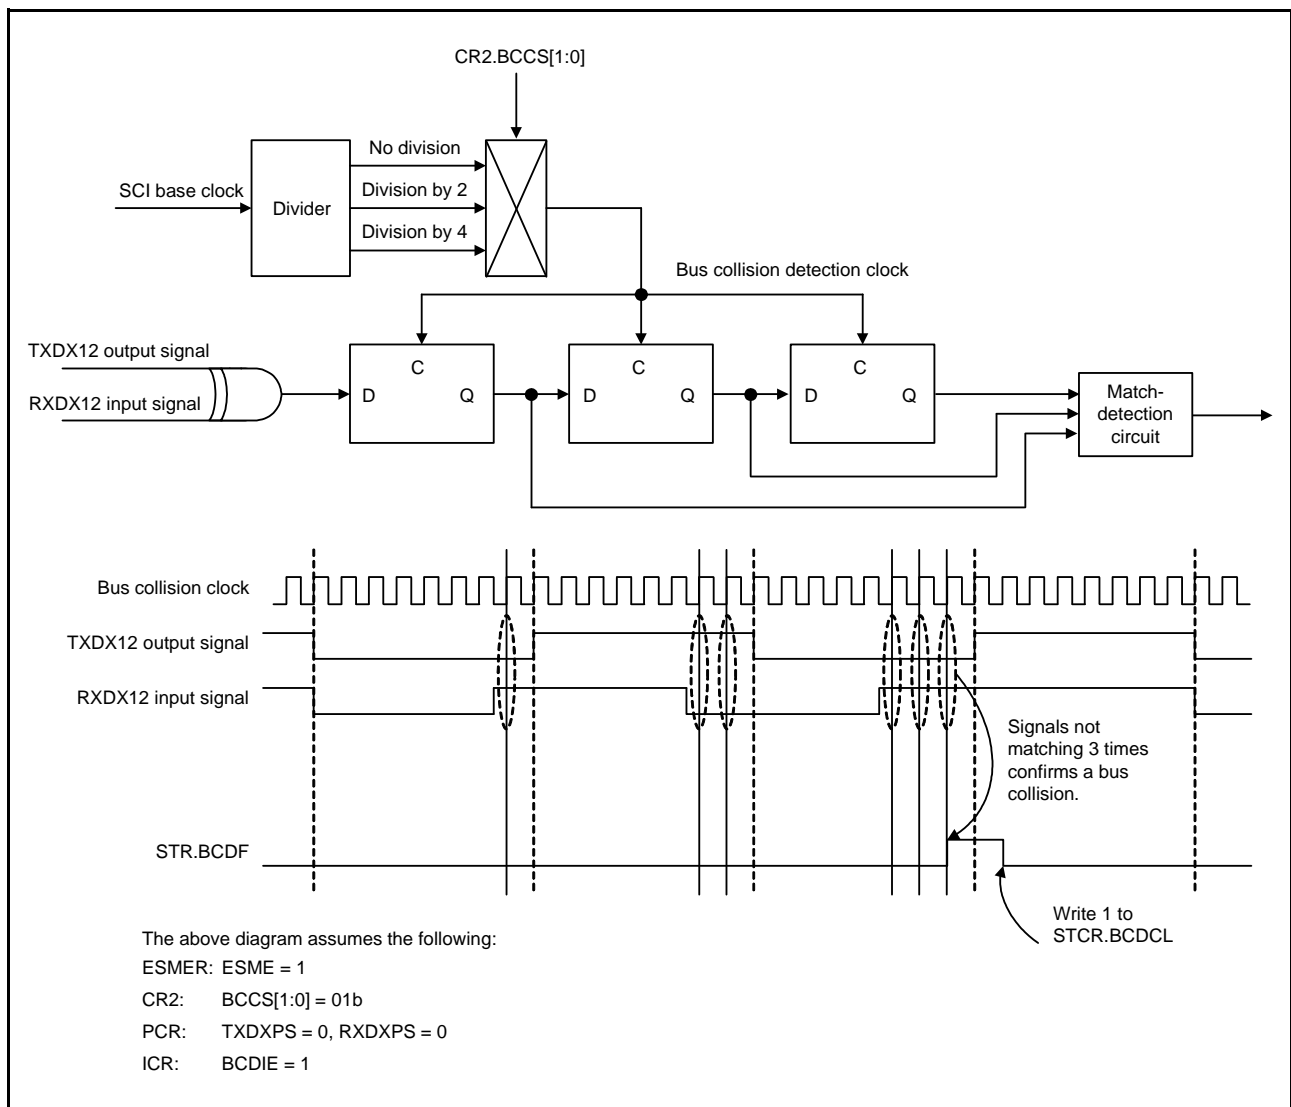 CR2.BCCS[1:0]
No division
SCI base clock
Division by 2
Divider
Division by 4
Bus collision detection clock
TXDX12 output signal
C
C
C
D
Q
D
Q
D
Q
RXDX12 input signal
Match-
detection
circuit
Bus collision clock
TXDX12 output signal
RXDX12 input signal
Signals not
matching 3 times
confirms a bus
collision.
STR.BCDF
Write 1 to
STCR.BCDCL
The above diagram assumes the following:
ESMER: ESME = 1
CR2: BCCS[1:0] = 01b
PCR: TXDXPS = 0, RXDXPS = 0
ICR: BCDIE = 1